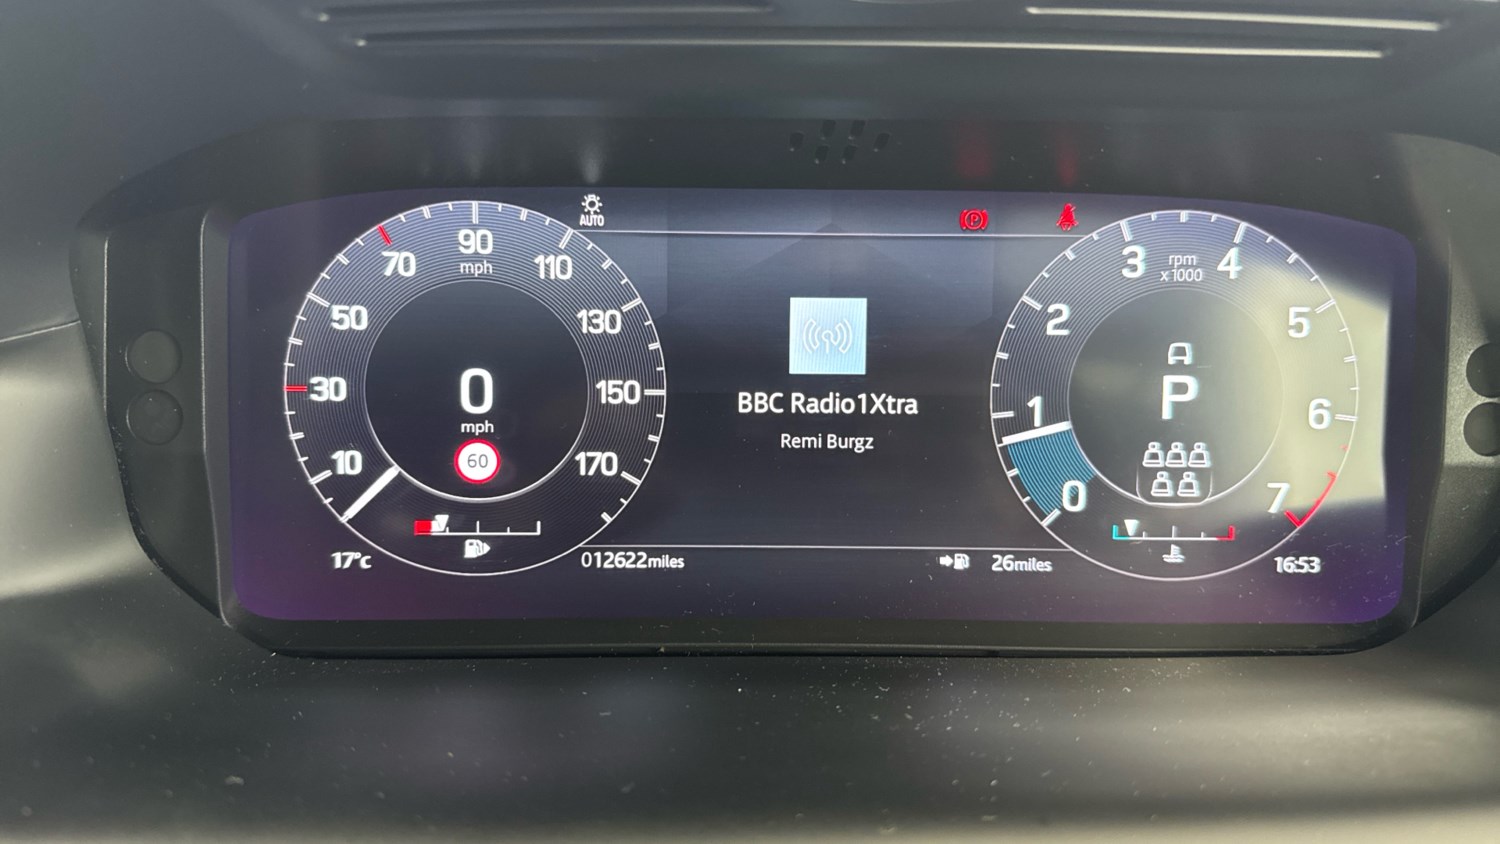 AUTO
10
30
50
70
90
mph
110
130
150
170
0
mph
60
BBC Radio1Xtra
Remi Burgz
P
0
1
2
3
rpm
x1000
4
5
6
7
P
17°c
012622miles
26miles
16:53